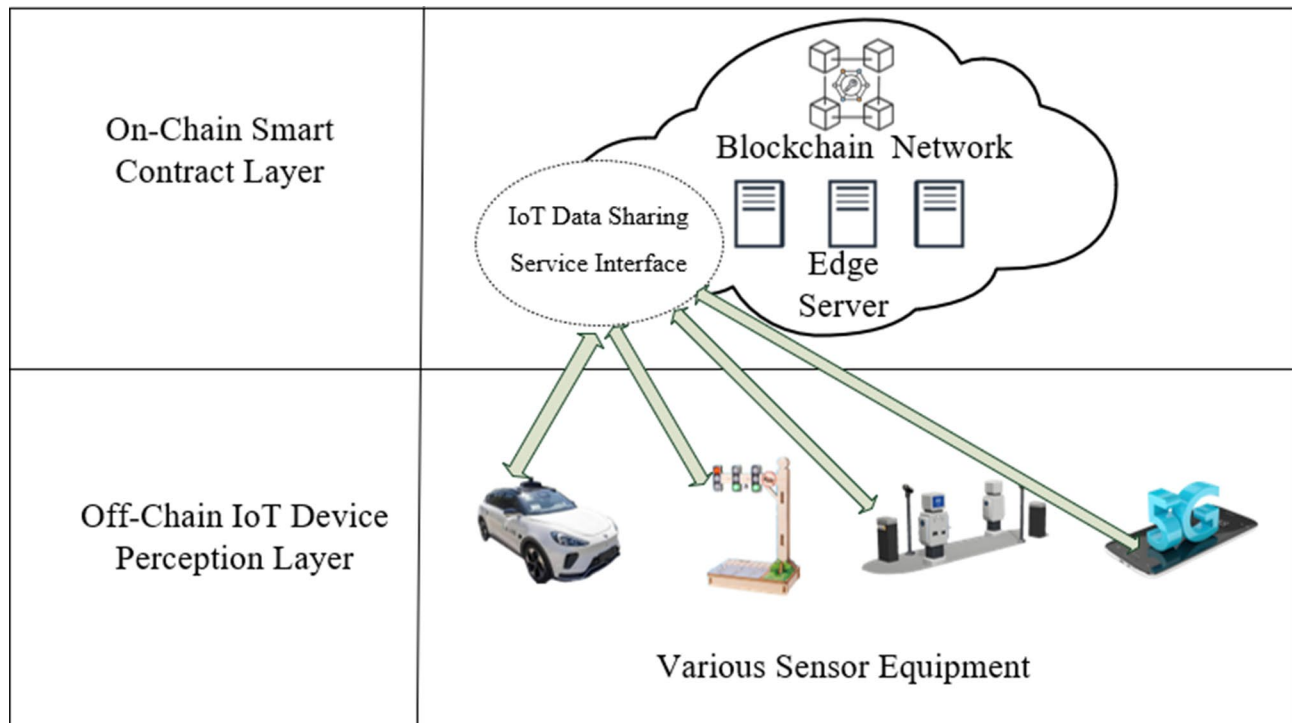 On-Chain Smart
Contract Layer
Blockchain Network
IoT Data Sharing
Service Interface
Edge
Server
Off-Chain IoT Device
Perception Layer
5G
Various Sensor Equipment